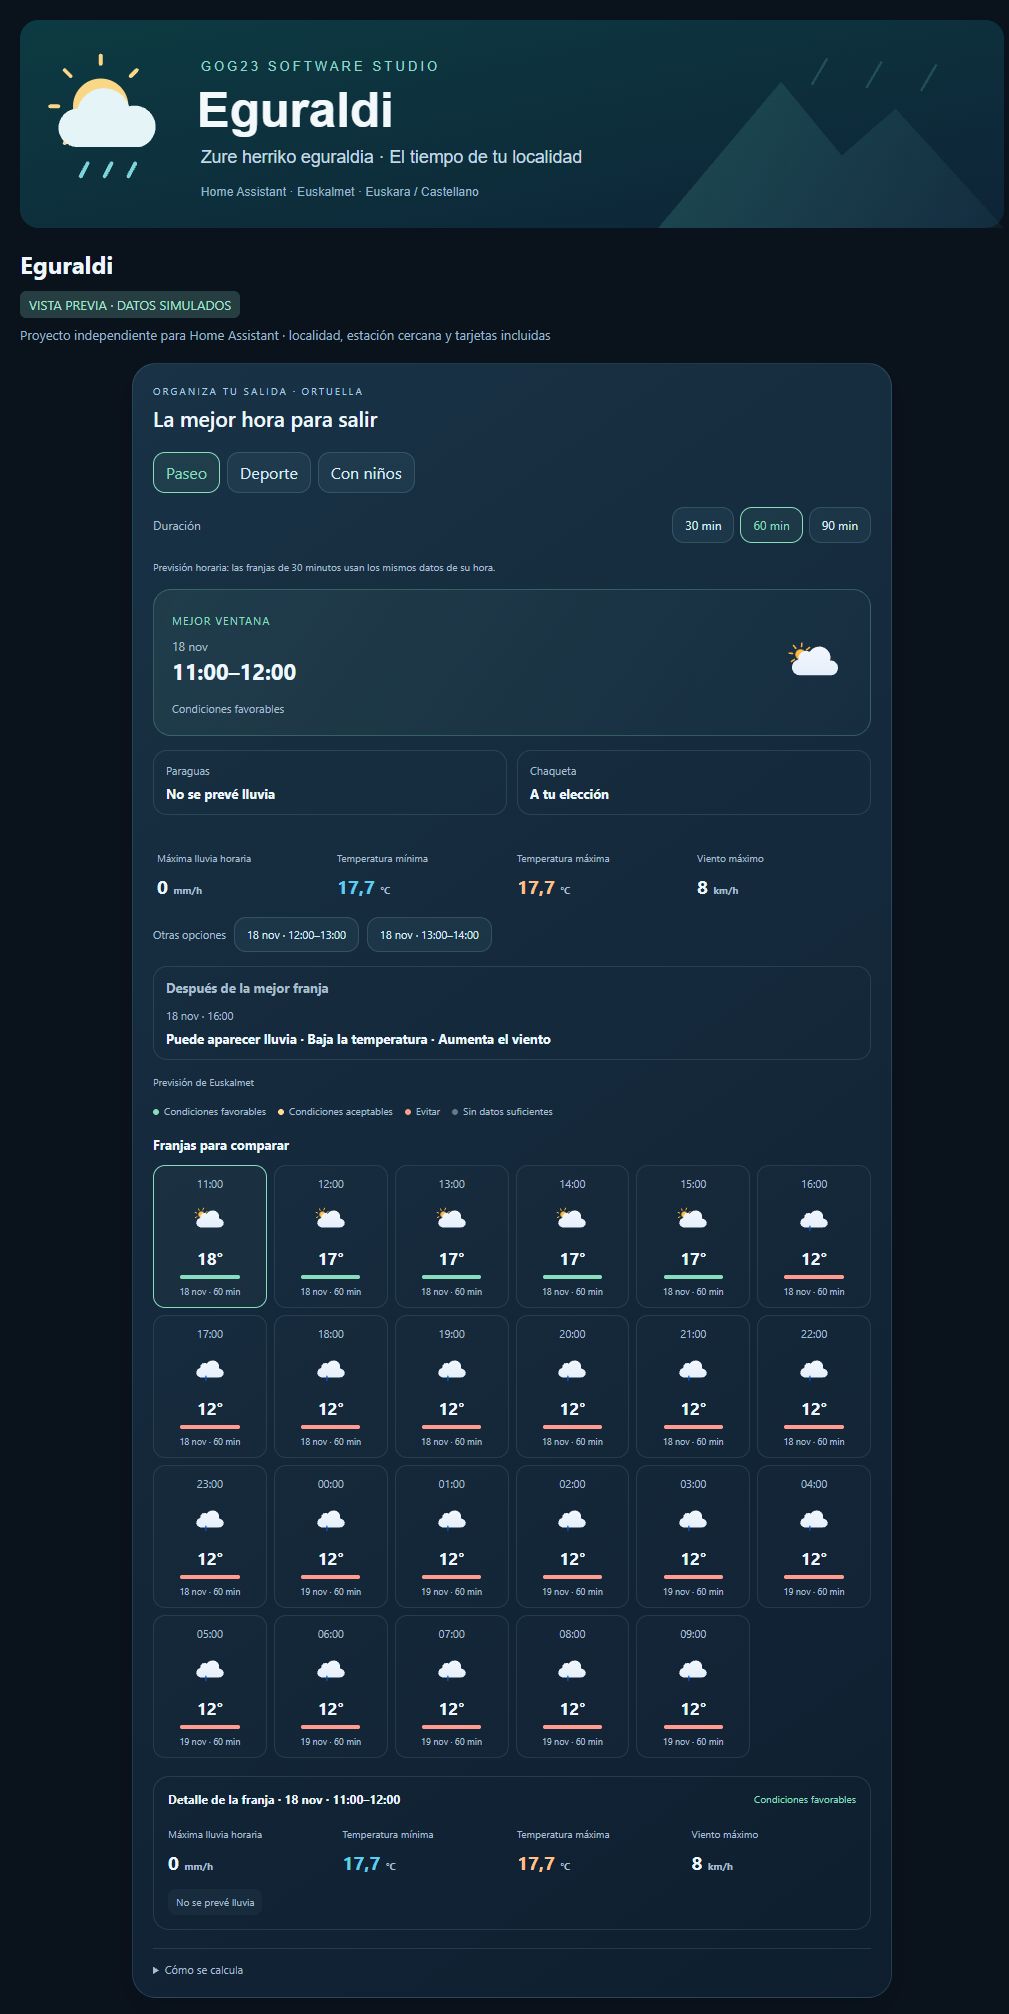 GOG23 SOFTWARE STUDIO
Eguraldi
Zure herriko eguraldia · El tiempo de tu localidad
Home Assistant · Euskalmet · Euskara / Castellano
Eguraldi
VISTA PREVIA · DATOS SIMULADOS
Proyecto independiente para Home Assistant · localidad, estación cercana y tarjetas incluidas
ORGANIZA TU SALIDA · ORTUELLA
La mejor hora para salir
Paseo Deporte Con niños
Duración 30 min 60 min 90 min
Previsión horaria: las franjas de 30 minutos usan los mismos datos de su hora.
MEJOR VENTANA
18 nov
11:00–12:00
Condiciones favorables
Paraguas Chaqueta
No se prevé lluvia A tu elección
Máxima lluvia horaria Temperatura mínima Temperatura máxima Viento máximo
0 mm/h 17,7 °C 17,7 °C 8 km/h
Otras opciones 18 nov · 12:00–13:00 18 nov · 13:00–14:00
Después de la mejor franja
18 nov · 16:00
Puede aparecer lluvia · Baja la temperatura · Aumenta el viento
Previsión de Euskalmet
Condiciones favorables Condiciones aceptables Evitar Sin datos suficientes
Franjas para comparar
11:00 12:00 13:00 14:00 15:00 16:00
18° 17° 17° 17° 17° 12°
18 nov · 60 min 18 nov · 60 min 18 nov · 60 min 18 nov · 60 min 18 nov · 60 min 18 nov · 60 min
17:00 18:00 19:00 20:00 21:00 22:00
12° 12° 12° 12° 12° 12°
18 nov · 60 min 18 nov · 60 min 18 nov · 60 min 18 nov · 60 min 18 nov · 60 min 18 nov · 60 min
23:00 00:00 01:00 02:00 03:00 04:00
12° 12° 12° 12° 12° 12°
18 nov · 60 min 19 nov · 60 min 19 nov · 60 min 19 nov · 60 min 19 nov · 60 min 19 nov · 60 min
05:00 06:00 07:00 08:00 09:00
12° 12° 12° 12° 12°
19 nov · 60 min 19 nov · 60 min 19 nov · 60 min 19 nov · 60 min 19 nov · 60 min
Detalle de la franja · 18 nov · 11:00–12:00 Condiciones favorables
Máxima lluvia horaria Temperatura mínima Temperatura máxima Viento máximo
0 mm/h 17,7 °C 17,7 °C 8 km/h
No se prevé lluvia
Cómo se calcula